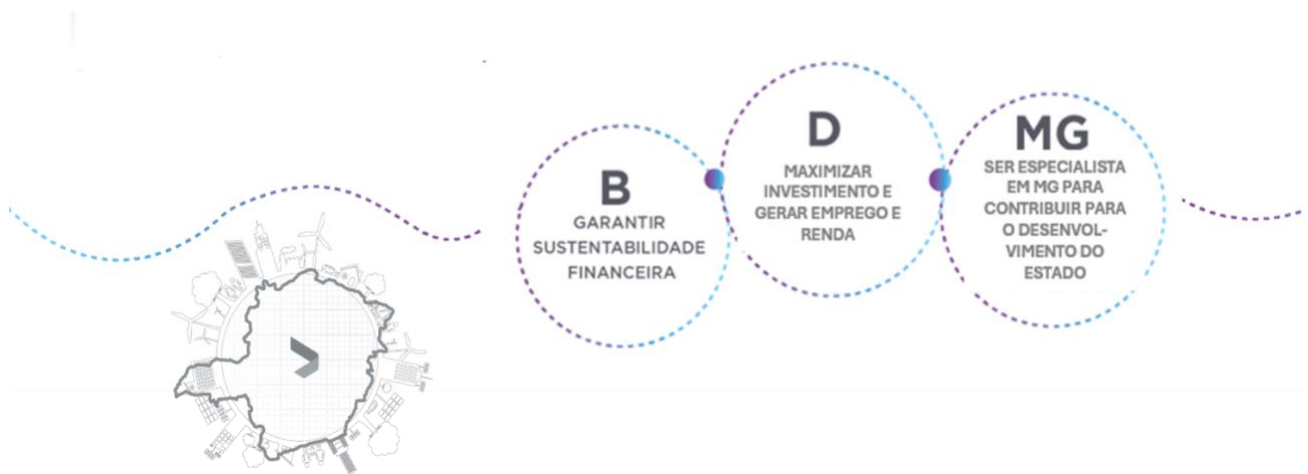 B
GARANTIR
SUSTENTABILIDADE
FINANCEIRA
D
MAXIMIZAR
INVESTIMENTO E
GERAR EMPREGO E
RENDA
MG
SER ESPECIALISTA
EM MG PARA
CONTRIBUIR PARA
O DESENVOL-
VIMENTO DO
ESTADO